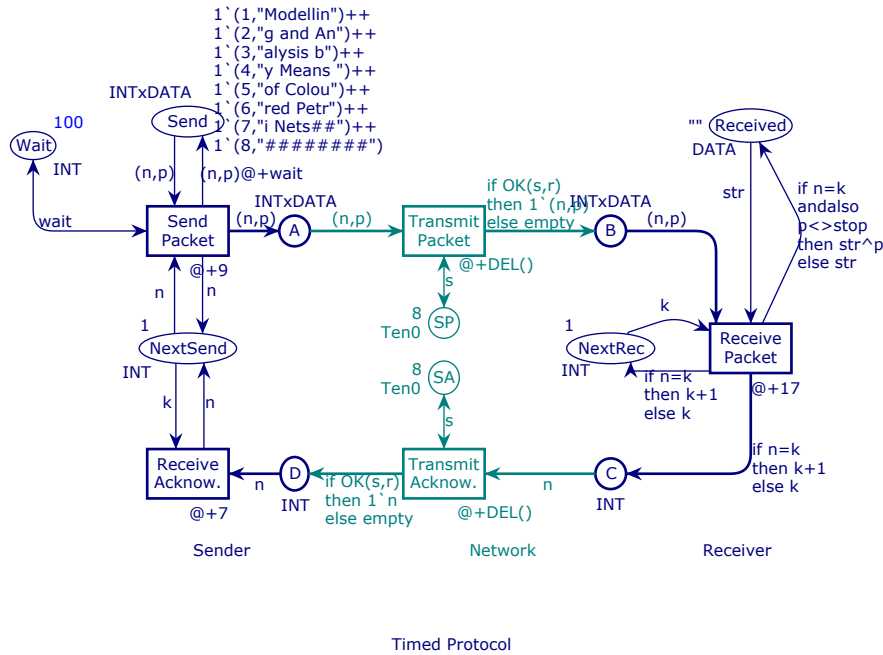 1`(1,"Modellin")++
1`(2,"g and An")++
1`(3,"alysis b")++
1`(4,"y Means ")++
1`(5,"of Colou")++
1`(6,"red Petr")++
1`(7,"i Nets##")++
1`(8,"########")
INTxDATA
100
Send
Wait
INT
"" Received
DATA
(n,p)
(n,p)@+wait
str
if n=k
andalso
p<>stop
then str^p
else str
INTxDATA
if OK(s,r)
then 1`(n,p)
else empty
INTxDATA
wait
Send
Packet
(n,p)
A
(n,p)
Transmit
Packet
B
(n,p)
@+9
@+DEL()
n
n
s
8
Ten0
SP
1
NextSend
INT
k
1
NextRec
INT
Receive
Packet
@+17
if n=k
then k+1
else k
8
Ten0
SA
k
n
s
Receive
Acknow.
n
D
INT
if OK(s,r)
then 1`n
else empty
Transmit
Acknow.
n
C
INT
if n=k
then k+1
else k
@+7
@+DEL()
Sender
Network
Receiver
Timed Protocol